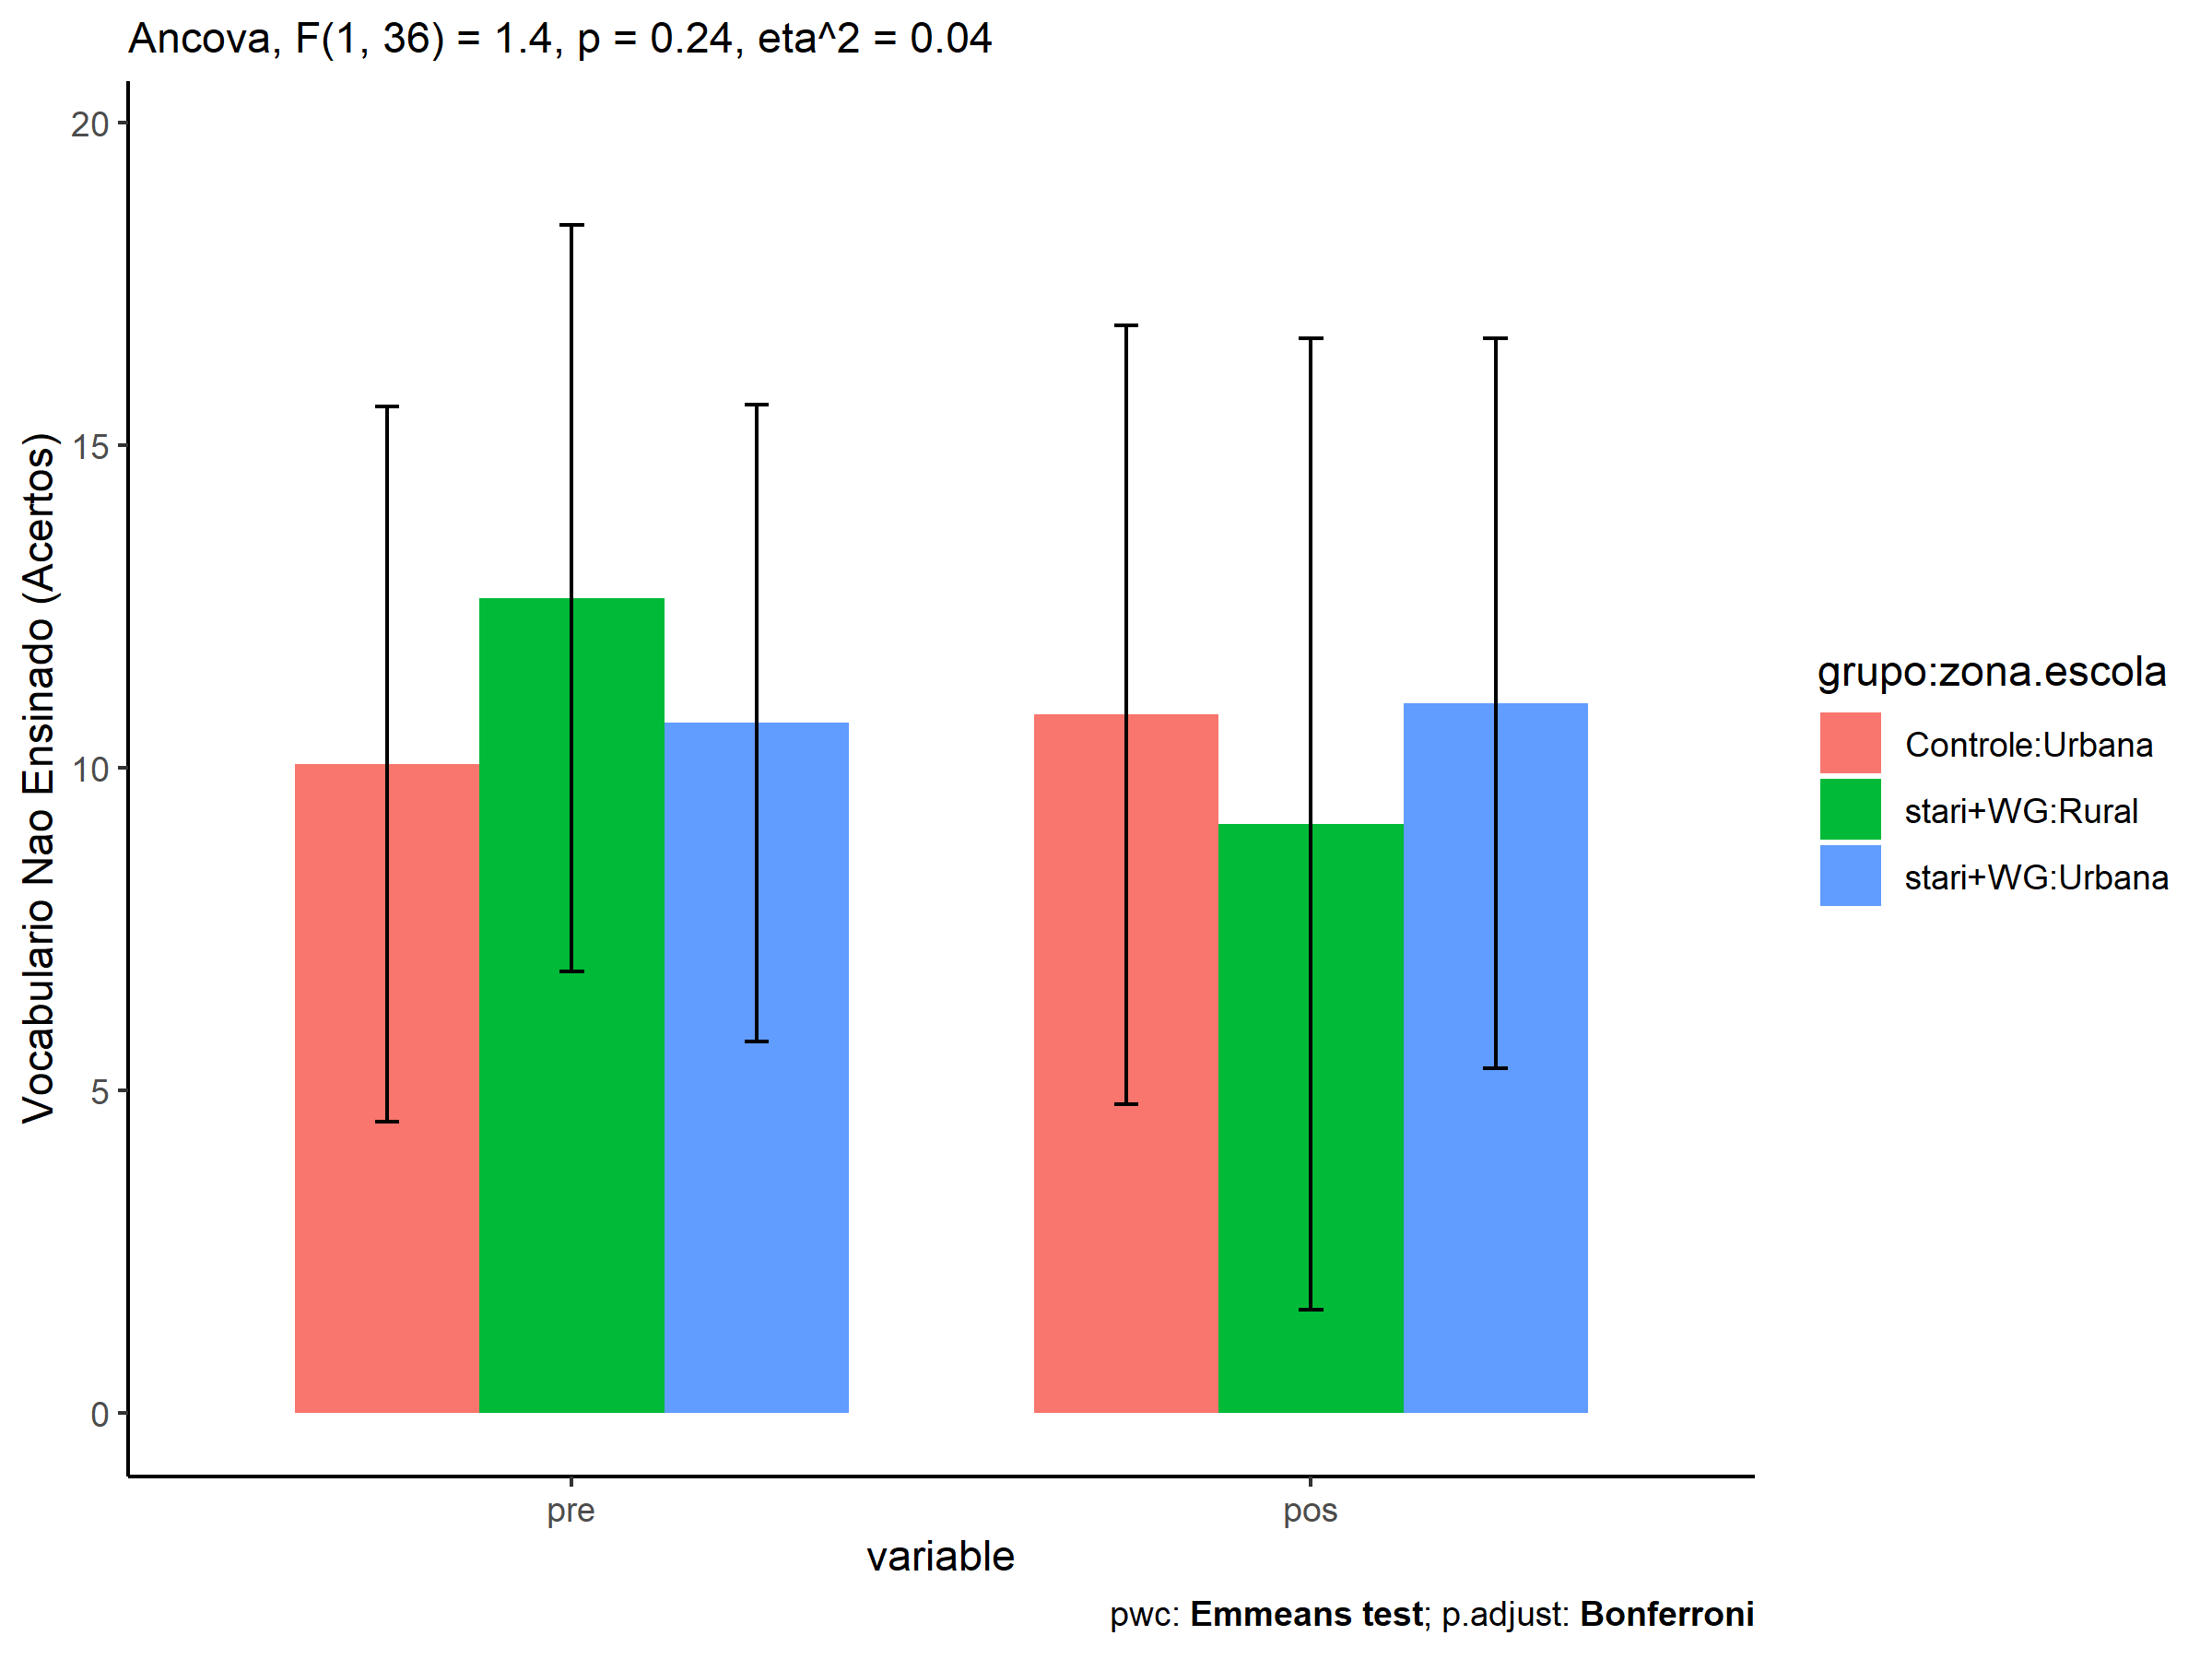 Ancova, F(1, 36) = 1.4, p = 0.24, eta^2 = 0.04
Vocabulario Nao Ensinado (Acertos)
20
15
10
5
0
pre
pos
variable
grupo:zona.escola
Controle:Urbana
stari+WG:Rural
stari+WG:Urbana
pwc: Emmeans test; p.adjust: Bonferroni